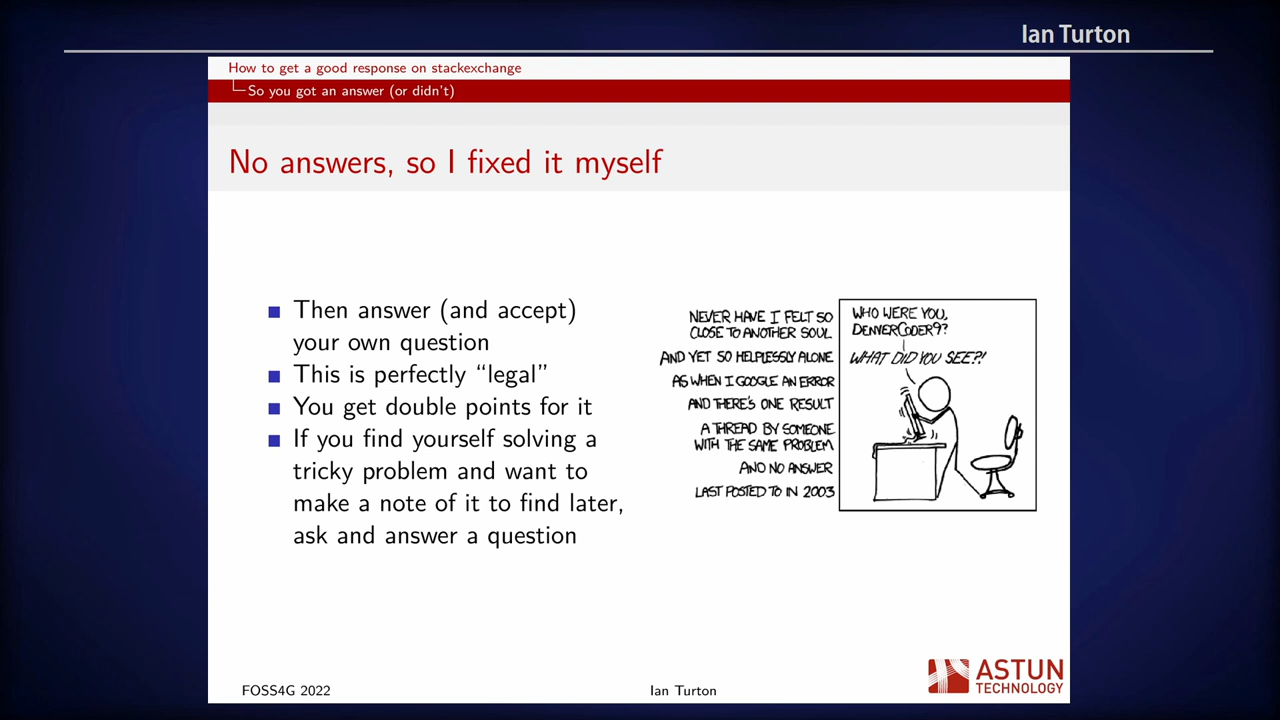 Ian Turton
How to get a good response on stackexchange
So you got an answer (or didn't)
No answers, so I fixed it myself
Then answer (and accept)
your own question
This is perfectly “legal”
You get double points for it
If you find yourself solving a
tricky problem and want to
make a note of it to find later,
ask and answer a question
NEVER HAVE I FELT SO
CLOSE TO ANOTHER SOUL
AND YET SO HELPLESSLY ALONE
AS WHEN I GOOGLE AN ERROR
AND THERE'S ONE RESULT
A THREAD BY SOMEONE
WITH THE SAME PROBLEM
AND NO ANSWER
LAST POSTED TO IN 2003
WHO WERE YOU,
DENVERCODER9?
WHAT DID YOU SEE?!
FOSS4G 2022
Ian Turton
ASTUN
TECHNOLOGY